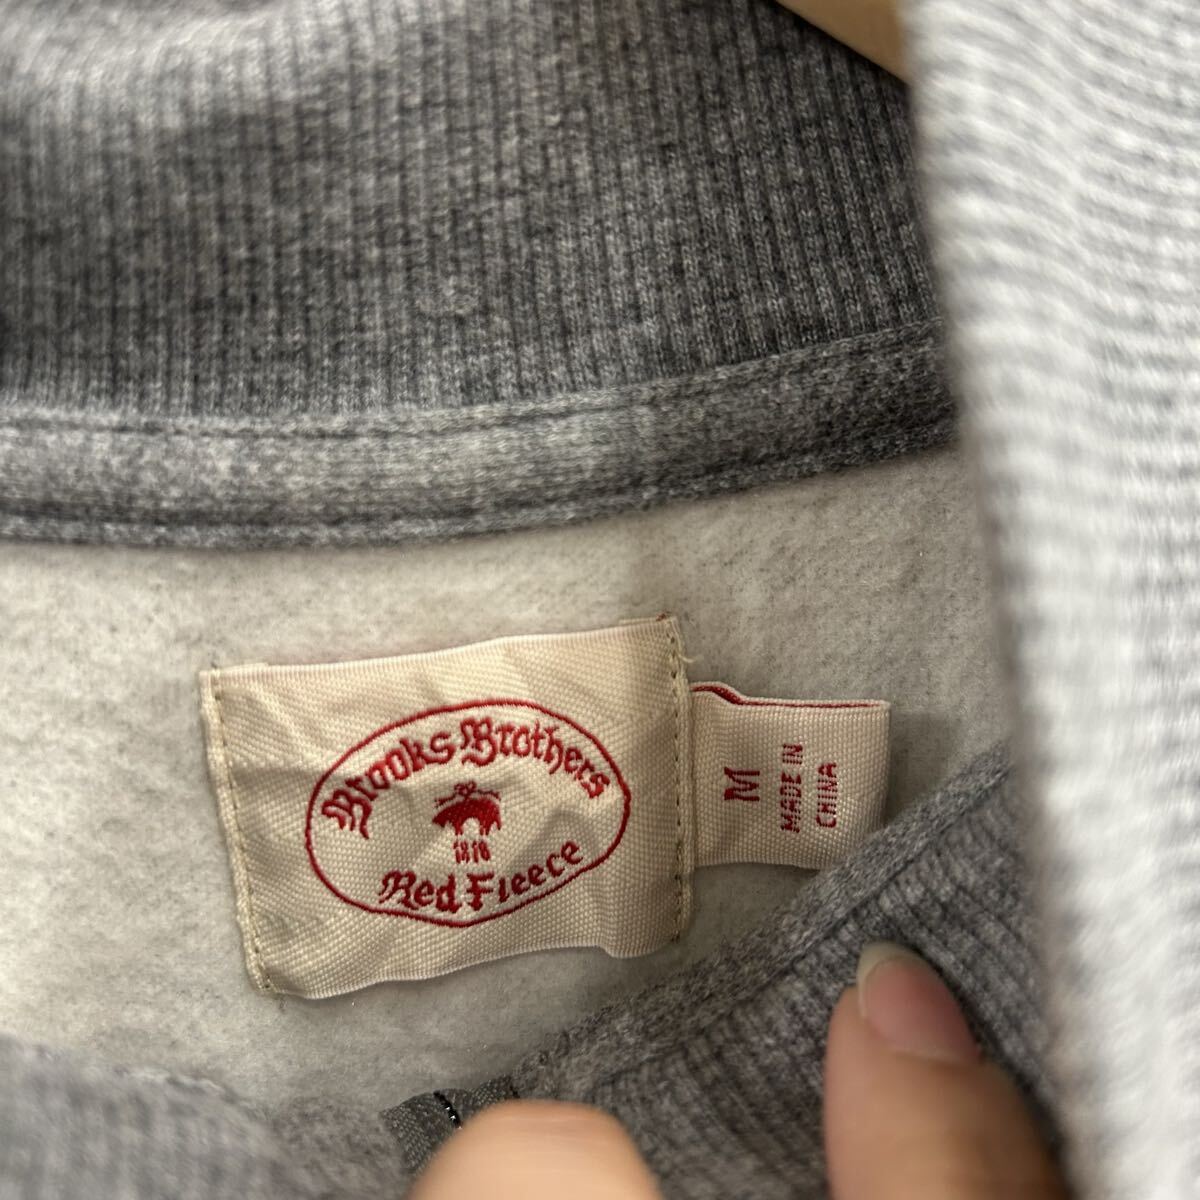 Brooks Brothers
1818
Red Fleece
M
MADE IN
CHINA